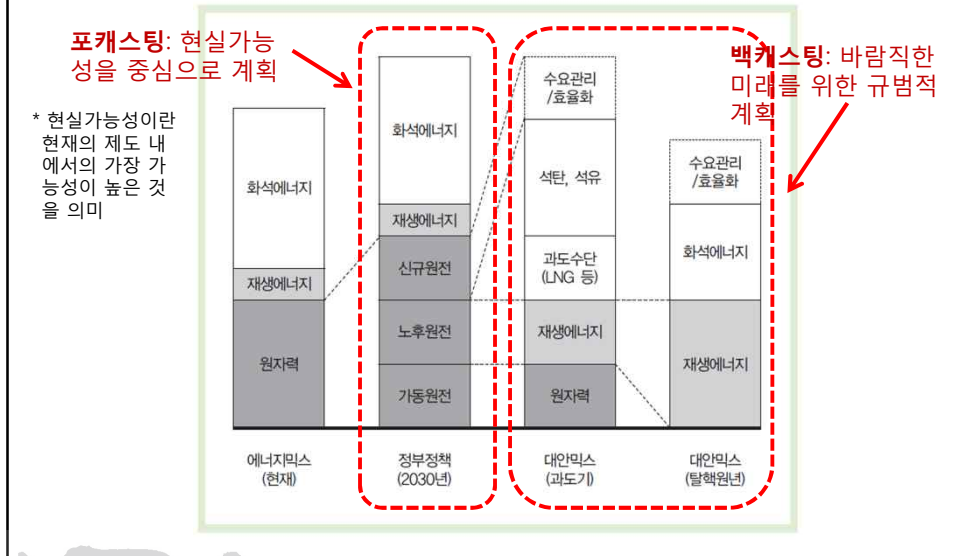 포캐스팅: 현실가능
성을 중심으로 계획
백캐스팅: 바람직한
미래를 위한 규범적
계획
* 현실가능성이란
현재의 제도 내
에서의 가장 가
능성이 높은 것
을 의미
화석에너지
재생에너지
원자력
에너지믹스
(현재)
화석에너지
재생에너지
신규원전
노후원전
가동원전
정부정책
(2030년)
수요관리
/효율화
석탄, 석유
과도수단
(LNG 등)
재생에너지
원자력
대안믹스
(과도기)
수요관리
/효율화
화석에너지
재생에너지
대안믹스
(탈핵원년)